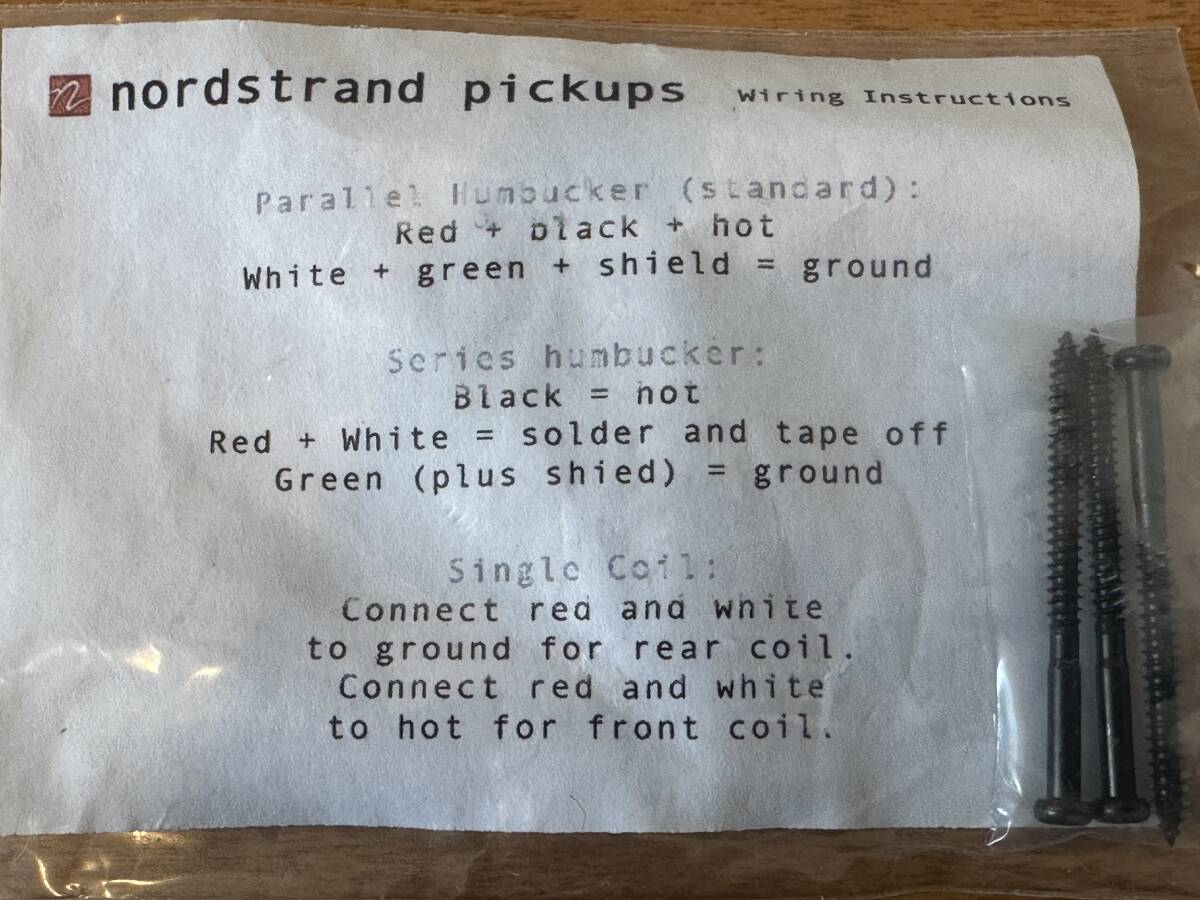 nordstrand pickups Wiring Instructions
Parallel Humbucker (standard):
Red + black + hot
White + green + shield = ground
Series humbucker:
Black = hot
Red + White = solder and tape off
Green (plus shied) = ground
Single Coil:
Connect red and white
to ground for rear coil.
Connect red and white
to hot for front coil.